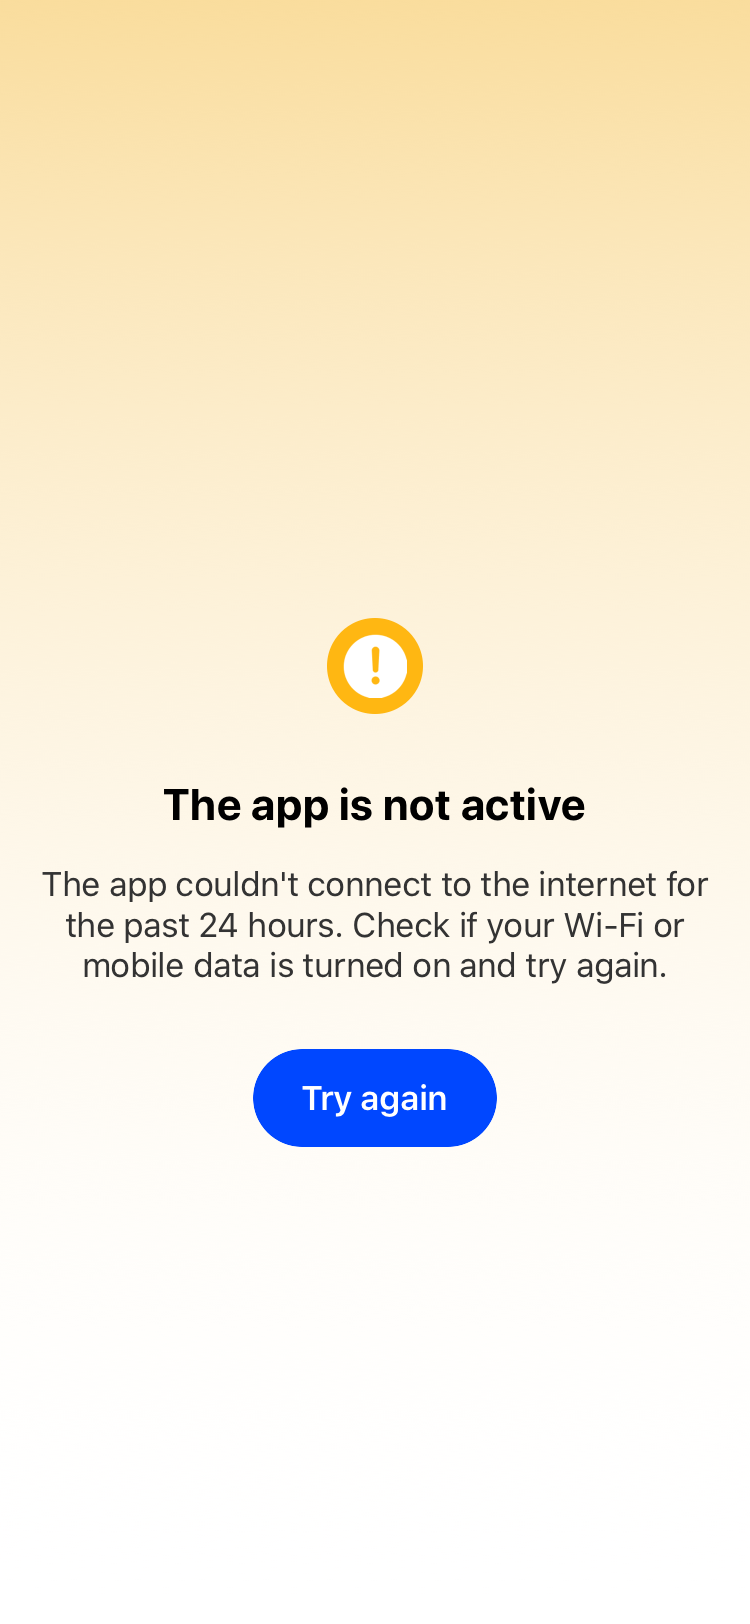 The app is not active
The app couldn't connect to the internet for
the past 24 hours. Check if your Wi-Fi or
mobile data is turned on and try again.
Try again